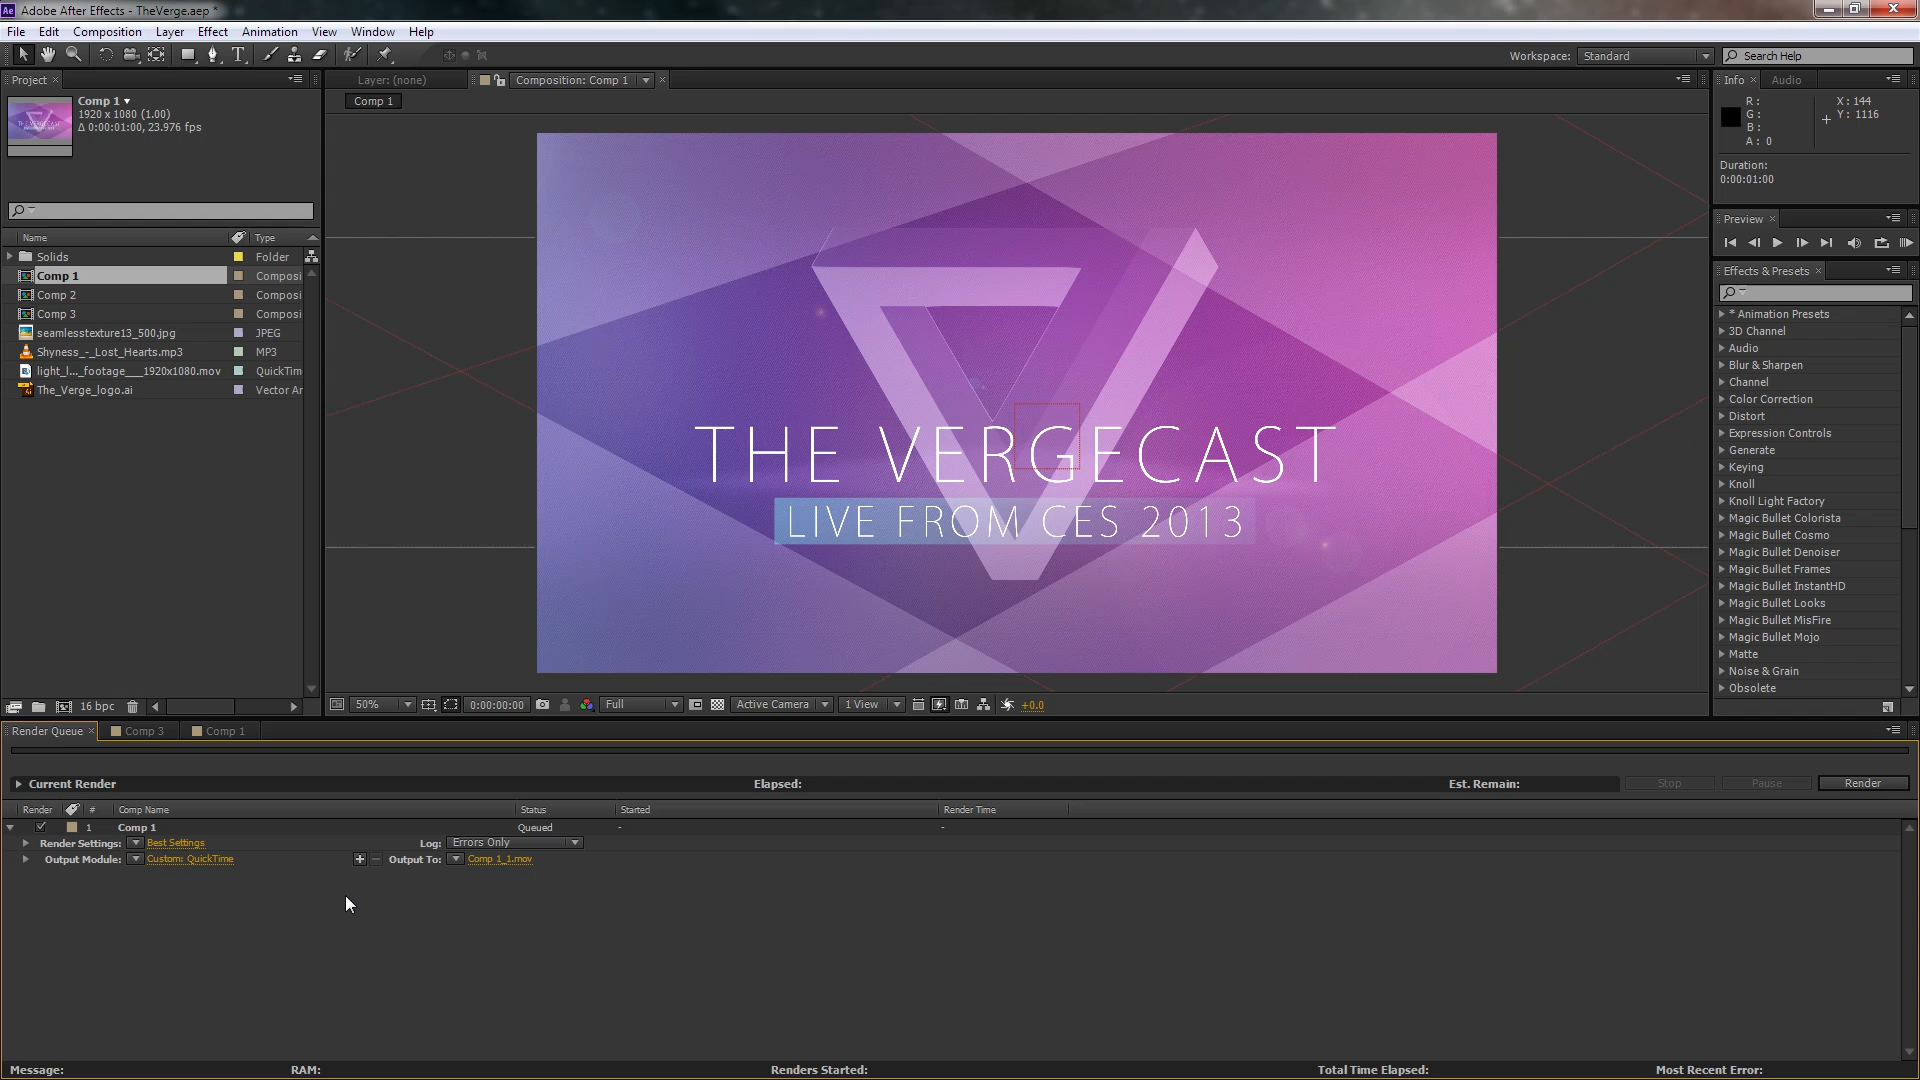 Ae Adobe After Effects - TheVerge.aep *
File Edit Composition Layer Effect Animation View Window Help
Workspace: Standard Search Help
Project
Comp 1
1920 x 1080 (1.00)
Δ 0:00:01:00, 23.976 fps
Name Type
Solids Folder
Comp 1 Composi
Comp 2 Composi
Comp 3 Composi
seamlesstexture13_500.jpg JPEG
Shyness_-_Lost_Hearts.mp3 MP3
light_l..._footage___1920x1080.mov QuickTim
The_Verge_logo.ai Vector Ar
16 bpc
Layer: (none) Composition: Comp 1
Comp 1
THE VERGECAST
LIVE FROM CES 2013
50% 0:00:00:00 Full Active Camera 1 View +0.0
Info Audio
R: X: 144
G: Y: 1116
B:
A: 0
Duration:
0:00:01:00
Preview
Effects & Presets
* Animation Presets
3D Channel
Audio
Blur & Sharpen
Channel
Color Correction
Distort
Expression Controls
Generate
Keying
Knoll
Knoll Light Factory
Magic Bullet Colorista
Magic Bullet Cosmo
Magic Bullet Denoiser
Magic Bullet Frames
Magic Bullet InstantHD
Magic Bullet Looks
Magic Bullet MisFire
Magic Bullet Mojo
Matte
Noise & Grain
Obsolete
Render Queue Comp 3 Comp 1
Current Render Elapsed: Est. Remain: Stop Pause Render
Render # Comp Name Status Started Render Time
1 Comp 1 Queued - -
Render Settings: Best Settings Log: Errors Only
Output Module: Custom: QuickTime Output To: Comp 1_1.mov
Message: RAM: Renders Started: Total Time Elapsed: Most Recent Error: